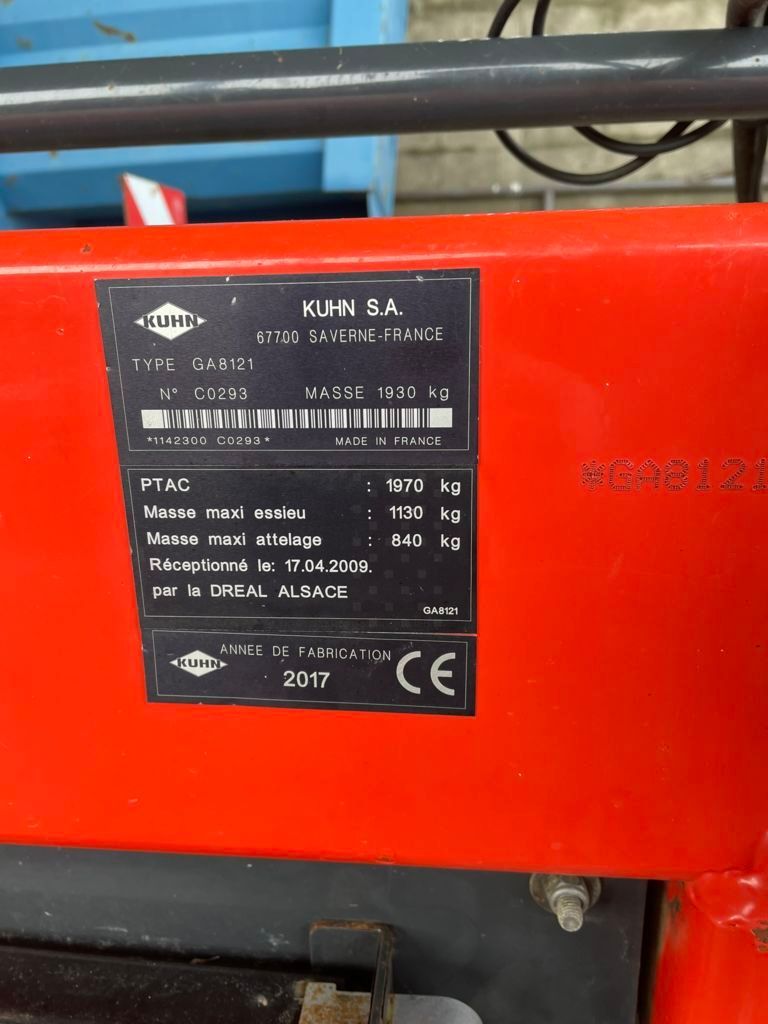 KUHN
KUHN S.A.
67700 SAVERNE-FRANCE
TYPE GA8121
N° C0293 MASSE 1930 kg
*1142300 C0293*
MADE IN FRANCE
PTAC : 1970 kg
Masse maxi essieu : 1130 kg
Masse maxi attelage : 840 kg
Réceptionné le: 17.04.2009.
par la DREAL ALSACE
GA8121
KUHN
ANNEE DE FABRICATION
2017
CE
*GA8121